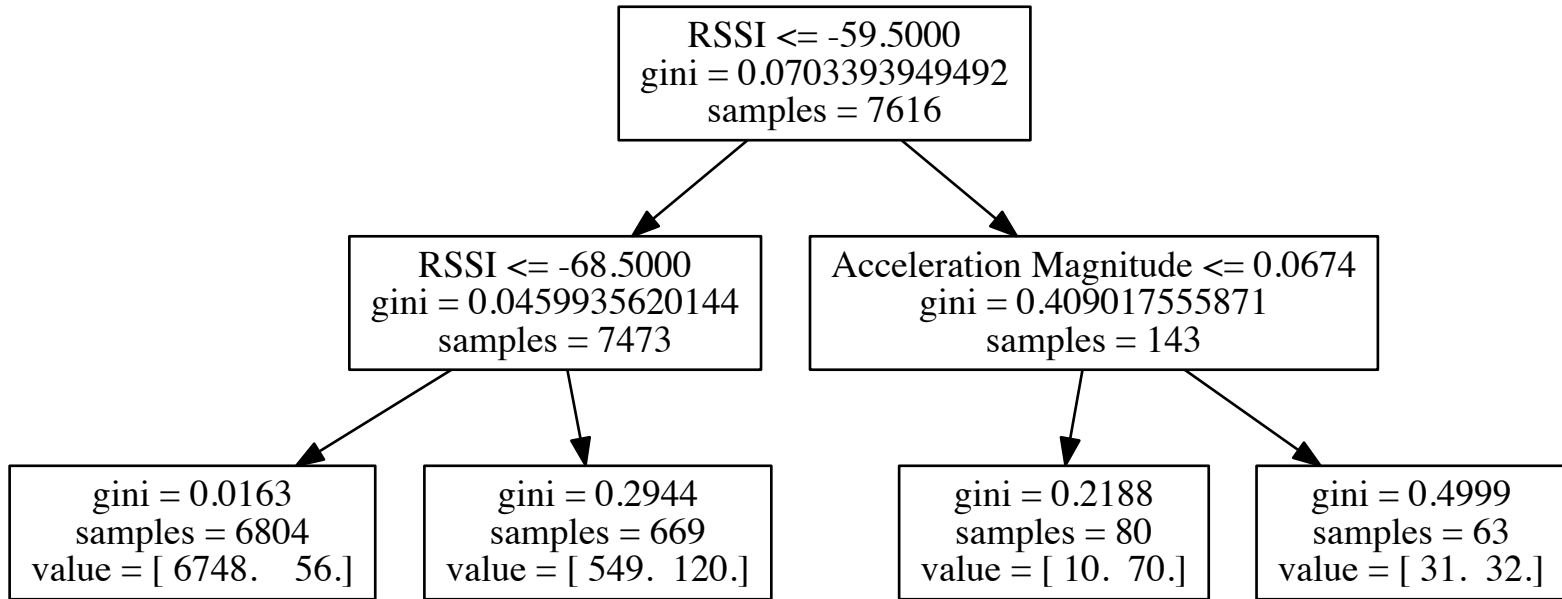 RSSI <= -59.5000
gini = 0.0703393949492
samples = 7616
RSSI <= -68.5000
gini = 0.0459935620144
samples = 7473
Acceleration Magnitude <= 0.0674
gini = 0.409017555871
samples = 143
gini = 0.0163
samples = 6804
value = [ 6748.    56.]
gini = 0.2944
samples = 669
value = [ 549.  120.]
gini = 0.2188
samples = 80
value = [ 10.  70.]
gini = 0.4999
samples = 63
value = [ 31.  32.]